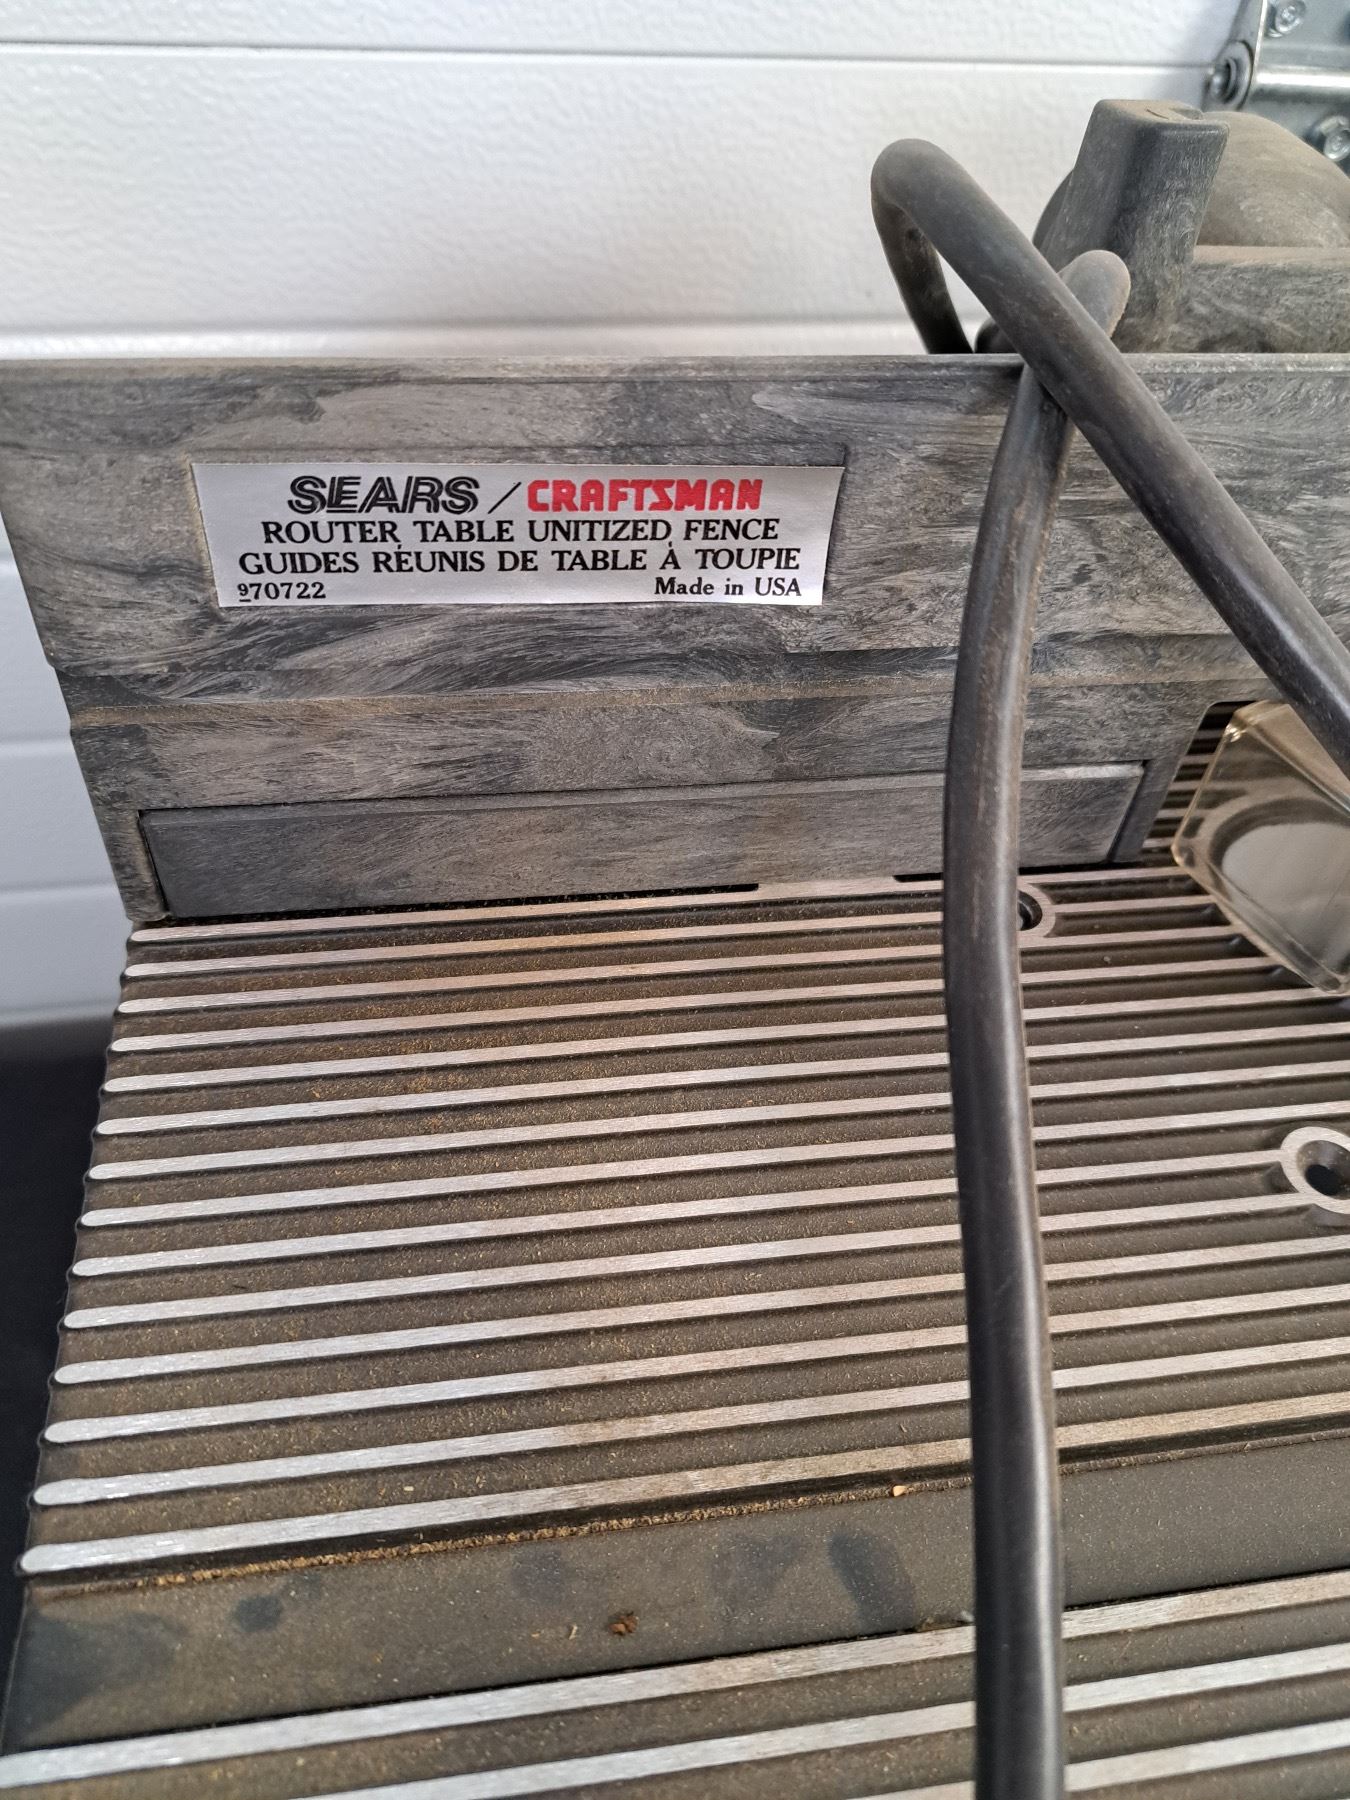 SEARS / CRAFTSMAN
ROUTER TABLE UNITIZED FENCE
GUIDES RÉUNIS DE TABLE À TOUPIE
970722 Made in USA